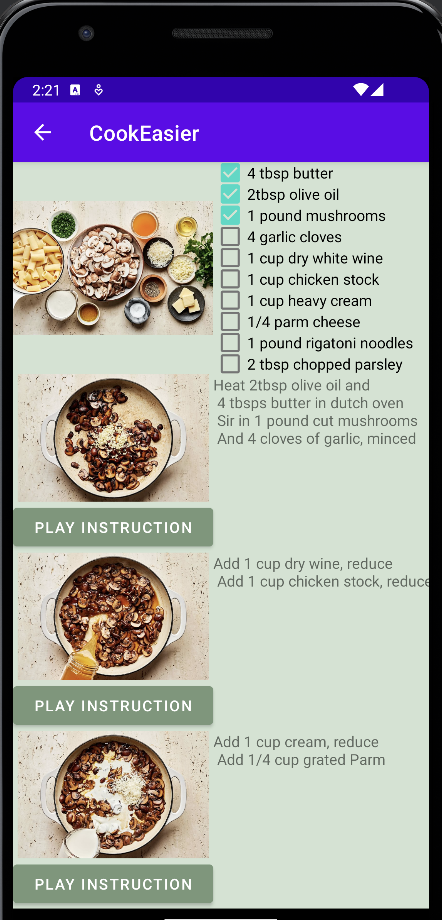 2:21
CookEasier
4 tbsp butter
2tbsp olive oil
1 pound mushrooms
4 garlic cloves
1 cup dry white wine
1 cup chicken stock
1 cup heavy cream
1/4 parm cheese
1 pound rigatoni noodles
2 tbsp chopped parsley
Heat 2tbsp olive oil and
4 tbsps butter in dutch oven
Sir in 1 pound cut mushrooms
And 4 cloves of garlic, minced
PLAY INSTRUCTION
Add 1 cup dry wine, reduce
Add 1 cup chicken stock, reduce
PLAY INSTRUCTION
Add 1 cup cream, reduce
Add 1/4 cup grated Parm
PLAY INSTRUCTION